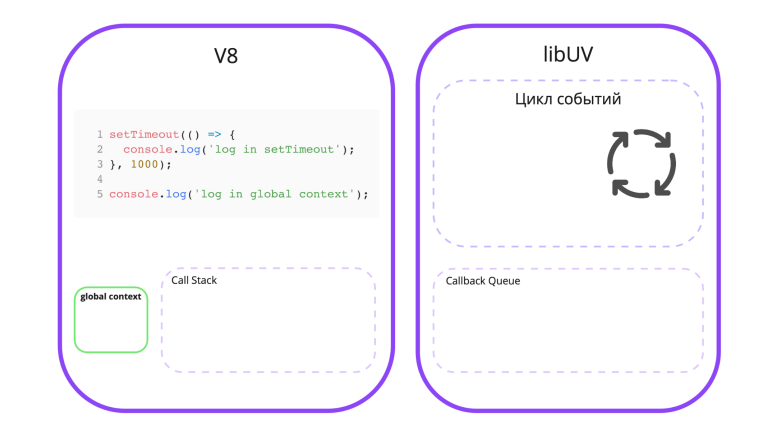 V8
1 setTimeout(() => {
2   console.log('log in setTimeout');
3 }, 1000);
4
5 console.log('log in global context');
global context
Call Stack
libUV
Цикл событий
Callback Queue